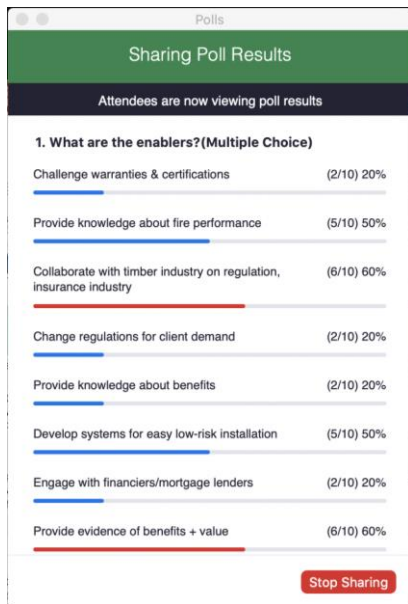 Polls
Sharing Poll Results
Attendees are now viewing poll results
1. What are the enablers?(Multiple Choice)
Challenge warranties & certifications (2/10) 20%
Provide knowledge about fire performance (5/10) 50%
Collaborate with timber industry on regulation, (6/10) 60%
insurance industry
Change regulations for client demand (2/10) 20%
Provide knowledge about benefits (2/10) 20%
Develop systems for easy low-risk installation (5/10) 50%
Engage with financiers/mortgage lenders (2/10) 20%
Provide evidence of benefits + value (6/10) 60%
Stop Sharing